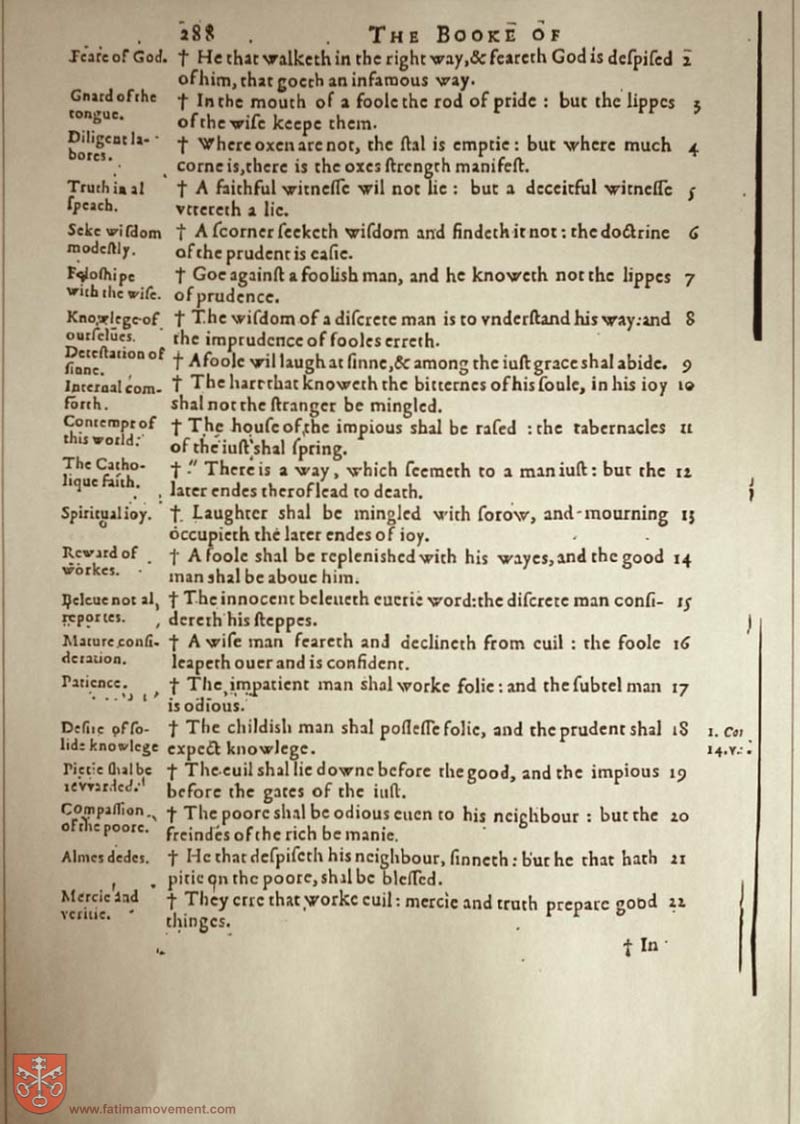 288 THE BOOKE OF
Feare of God. † He that walketh in the right way,& feareth God is deſpiſed 2
of him, that goeth an infamous way.
Guard of the † In the mouth of a foole the rod of pride : but the lippes 3
tongue. of the wiſe keepe them.
Diligent la- † Where oxen are not, the ſtal is emptie : but where much 4
bores. corne is, there is the oxes ſtrength manifeſt.
Truth in al † A faithful witneſſe wil not lie : but a deceitful witneſſe 5
ſpeach. vttereth a lie.
Seke wiſdom † A ſcorner ſeeketh wiſdom and findeth it not : the doctrine 6
modeſtly. of the prudent is eaſie.
Feloſhipe † Goe againſt a fooliſh man, and he knoweth not the lippes 7
with the wiſe. of prudence.
Knowlege of † The wiſdom of a diſcrete man is to vnderſtand his way: and 8
ourſelues. the imprudence of fooles erreth.
Deteſtation of † A foole wil laugh at ſinne,& among the iuſt grace shal abide. 9
ſinne.
Internal com- † The hart that knoweth the bitternes of his ſoule, in his ioy 10
forth. shal not the ſtranger be mingled.
Contempt of † The houſe of the impious shal be raſed : the tabernacles 11
this world. of the iuſt shal ſpring.
The Catho- † " There is a way, which ſeemeth to a man iuſt : but the 12
lique faith. later endes therof lead to death.
Spiritual ioy. † Laughter shal be mingled with ſorow, and mourning 13
occupieth the later endes of ioy.
Reward of † A foole shal be replenished with his wayes, and the good 14
workes. man shal be aboue him.
Beleue not al † The innocent beleueth euerie word: the diſcrete man conſi- 15
reportes. dereth his ſteppes.
Mature conſi- † A wiſe man feareth and declineth from euil : the foole 16
deration. leapeth ouer and is confident.
Patience. † The impatient man shal worke folie : and the ſubtel man 17
is odious.
Deſire of ſo- † The childish man shal poſſeſſe folie, and the prudent shal 18 1. Cor
lide knowlege expect knowlege. 14.v.
Pietie ſhal be † The euil shal lie downe before the good, and the impious 19
rewarded. before the gates of the iuſt.
Compaſſion † The poore shal be odious euen to his neighbour : but the 20
of the poore. freindes of the rich be manie.
Almes dedes. † He that deſpiſeth his neighbour, ſinneth : but he that hath 21
pitie on the poore, shal be bleſſed.
Mercie and † They erre that worke euil : mercie and truth prepare good 22
veritie. thinges.
† In
www.fatimamovement.com